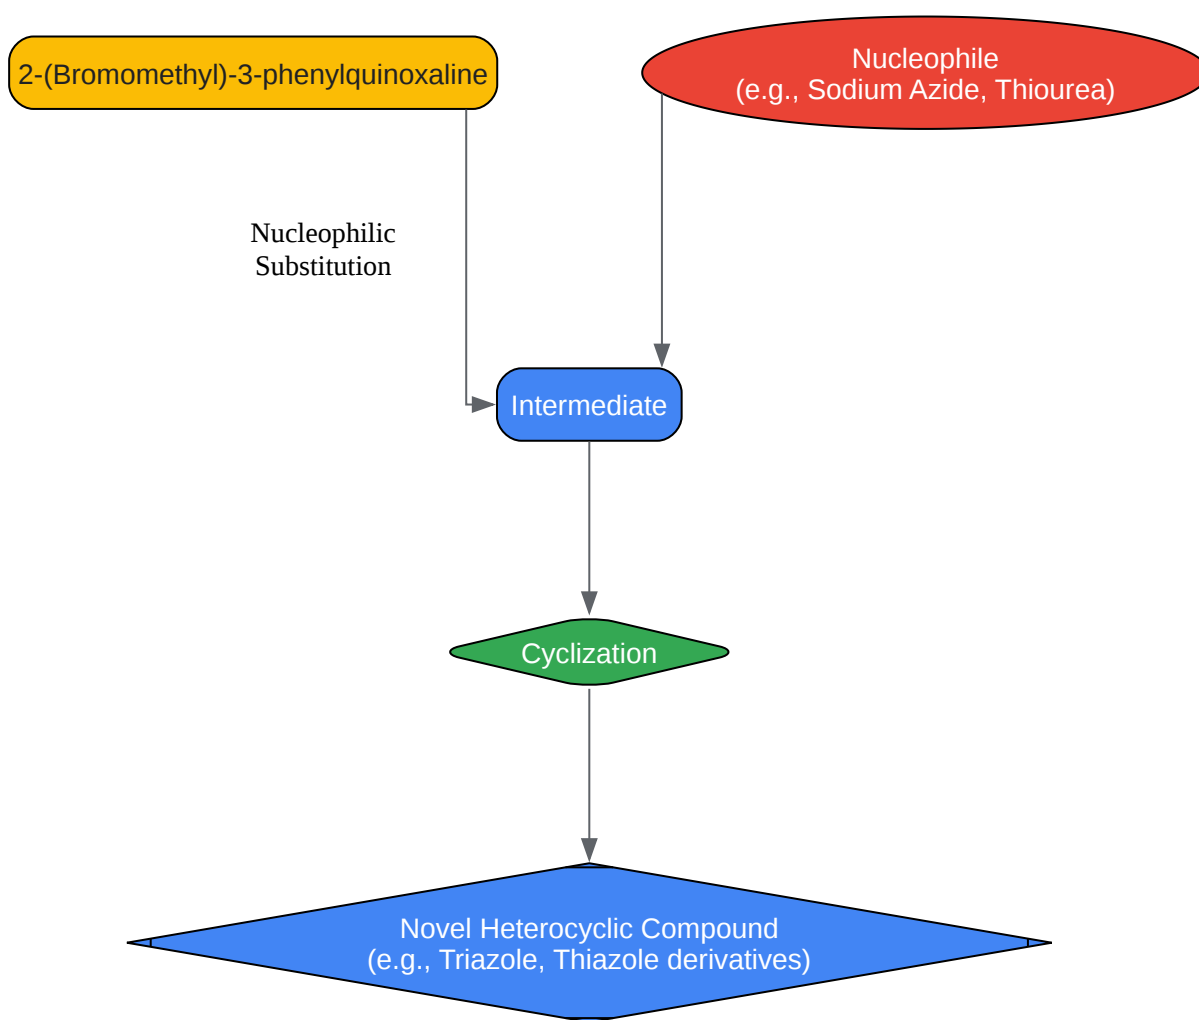 2-(Bromomethyl)-3-phenylquinoxaline
Nucleophile
(e.g., Sodium Azide, Thiourea)
Nucleophilic
Substitution
Intermediate
Cyclization
Novel Heterocyclic Compound
(e.g., Triazole, Thiazole derivatives)